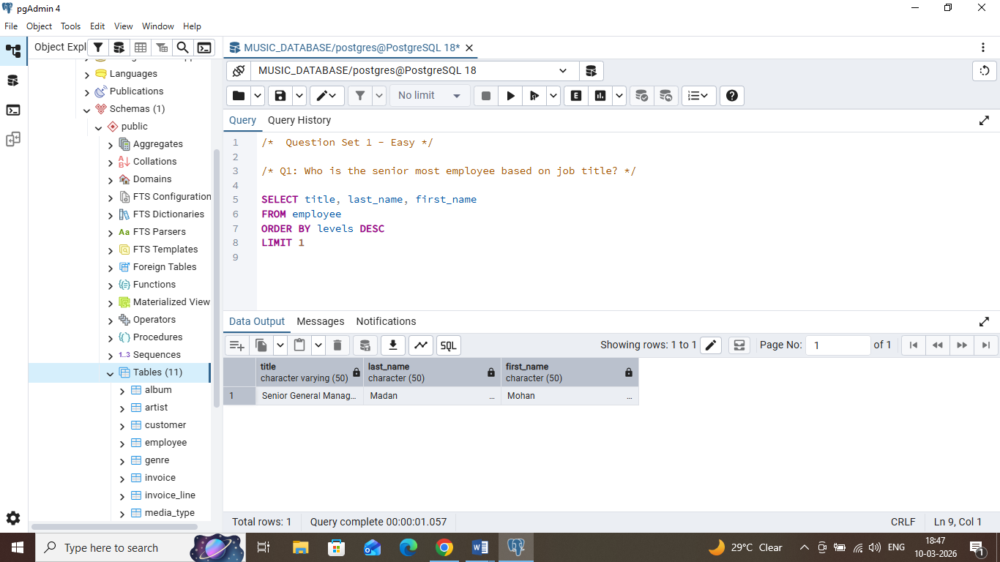 pgAdmin 4
File Object Tools Edit View Window Help
Object Expl
MUSIC_DATABASE/postgres@PostgreSQL 18*
MUSIC_DATABASE/postgres@PostgreSQL 18
No limit
E
SQL
Languages
Publications
Schemas (1)
public
Aggregates
Collations
Domains
FTS Configuration
FTS Dictionaries
Aa FTS Parsers
FTS Templates
Foreign Tables
Functions
Materialized View
Operators
Procedures
1..3 Sequences
Tables (11)
album
artist
customer
employee
genre
invoice
invoice_line
media_type
Query Query History
1 /*  Question Set 1 - Easy */
2
3 /* Q1: Who is the senior most employee based on job title? */
4
5 SELECT title, last_name, first_name
6 FROM employee
7 ORDER BY levels DESC
8 LIMIT 1
9
Data Output Messages Notifications
Showing rows: 1 to 1 Page No: 1 of 1
title last_name first_name
character varying (50) character (50) character (50)
1 Senior General Manag... Madan ... Mohan ...
Total rows: 1 Query complete 00:00:01.057 CRLF Ln 9, Col 1
Type here to search
29°C Clear ENG
18:47
10-03-2026
1